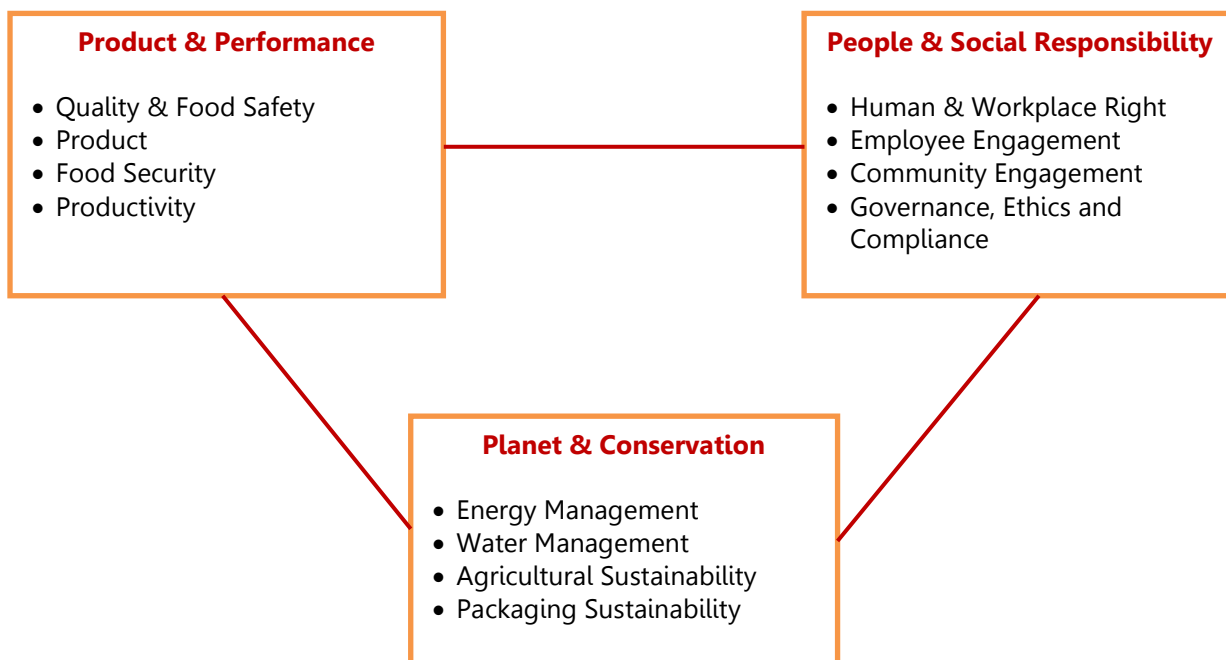 Product & Performance
• Quality & Food Safety
• Product
• Food Security
• Productivity
People & Social Responsibility
• Human & Workplace Right
• Employee Engagement
• Community Engagement
• Governance, Ethics and
Compliance
Planet & Conservation
• Energy Management
• Water Management
• Agricultural Sustainability
• Packaging Sustainability